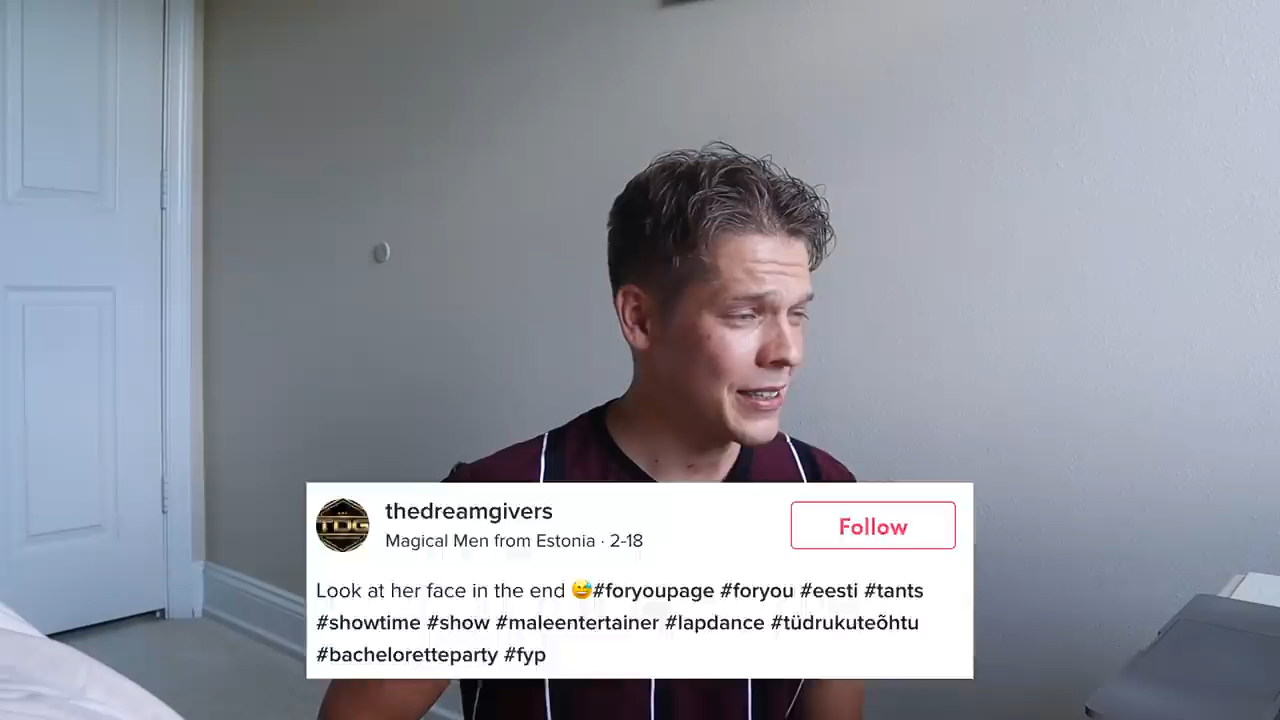 TDG
thedreamgivers
Follow
Magical Men from Estonia · 2-18
Look at her face in the end 😅#foryoupage #foryou #eesti #tants
#showtime #show #maleentertainer #lapdance #tüdrukuteõhtu
#bacheloretteparty #fyp